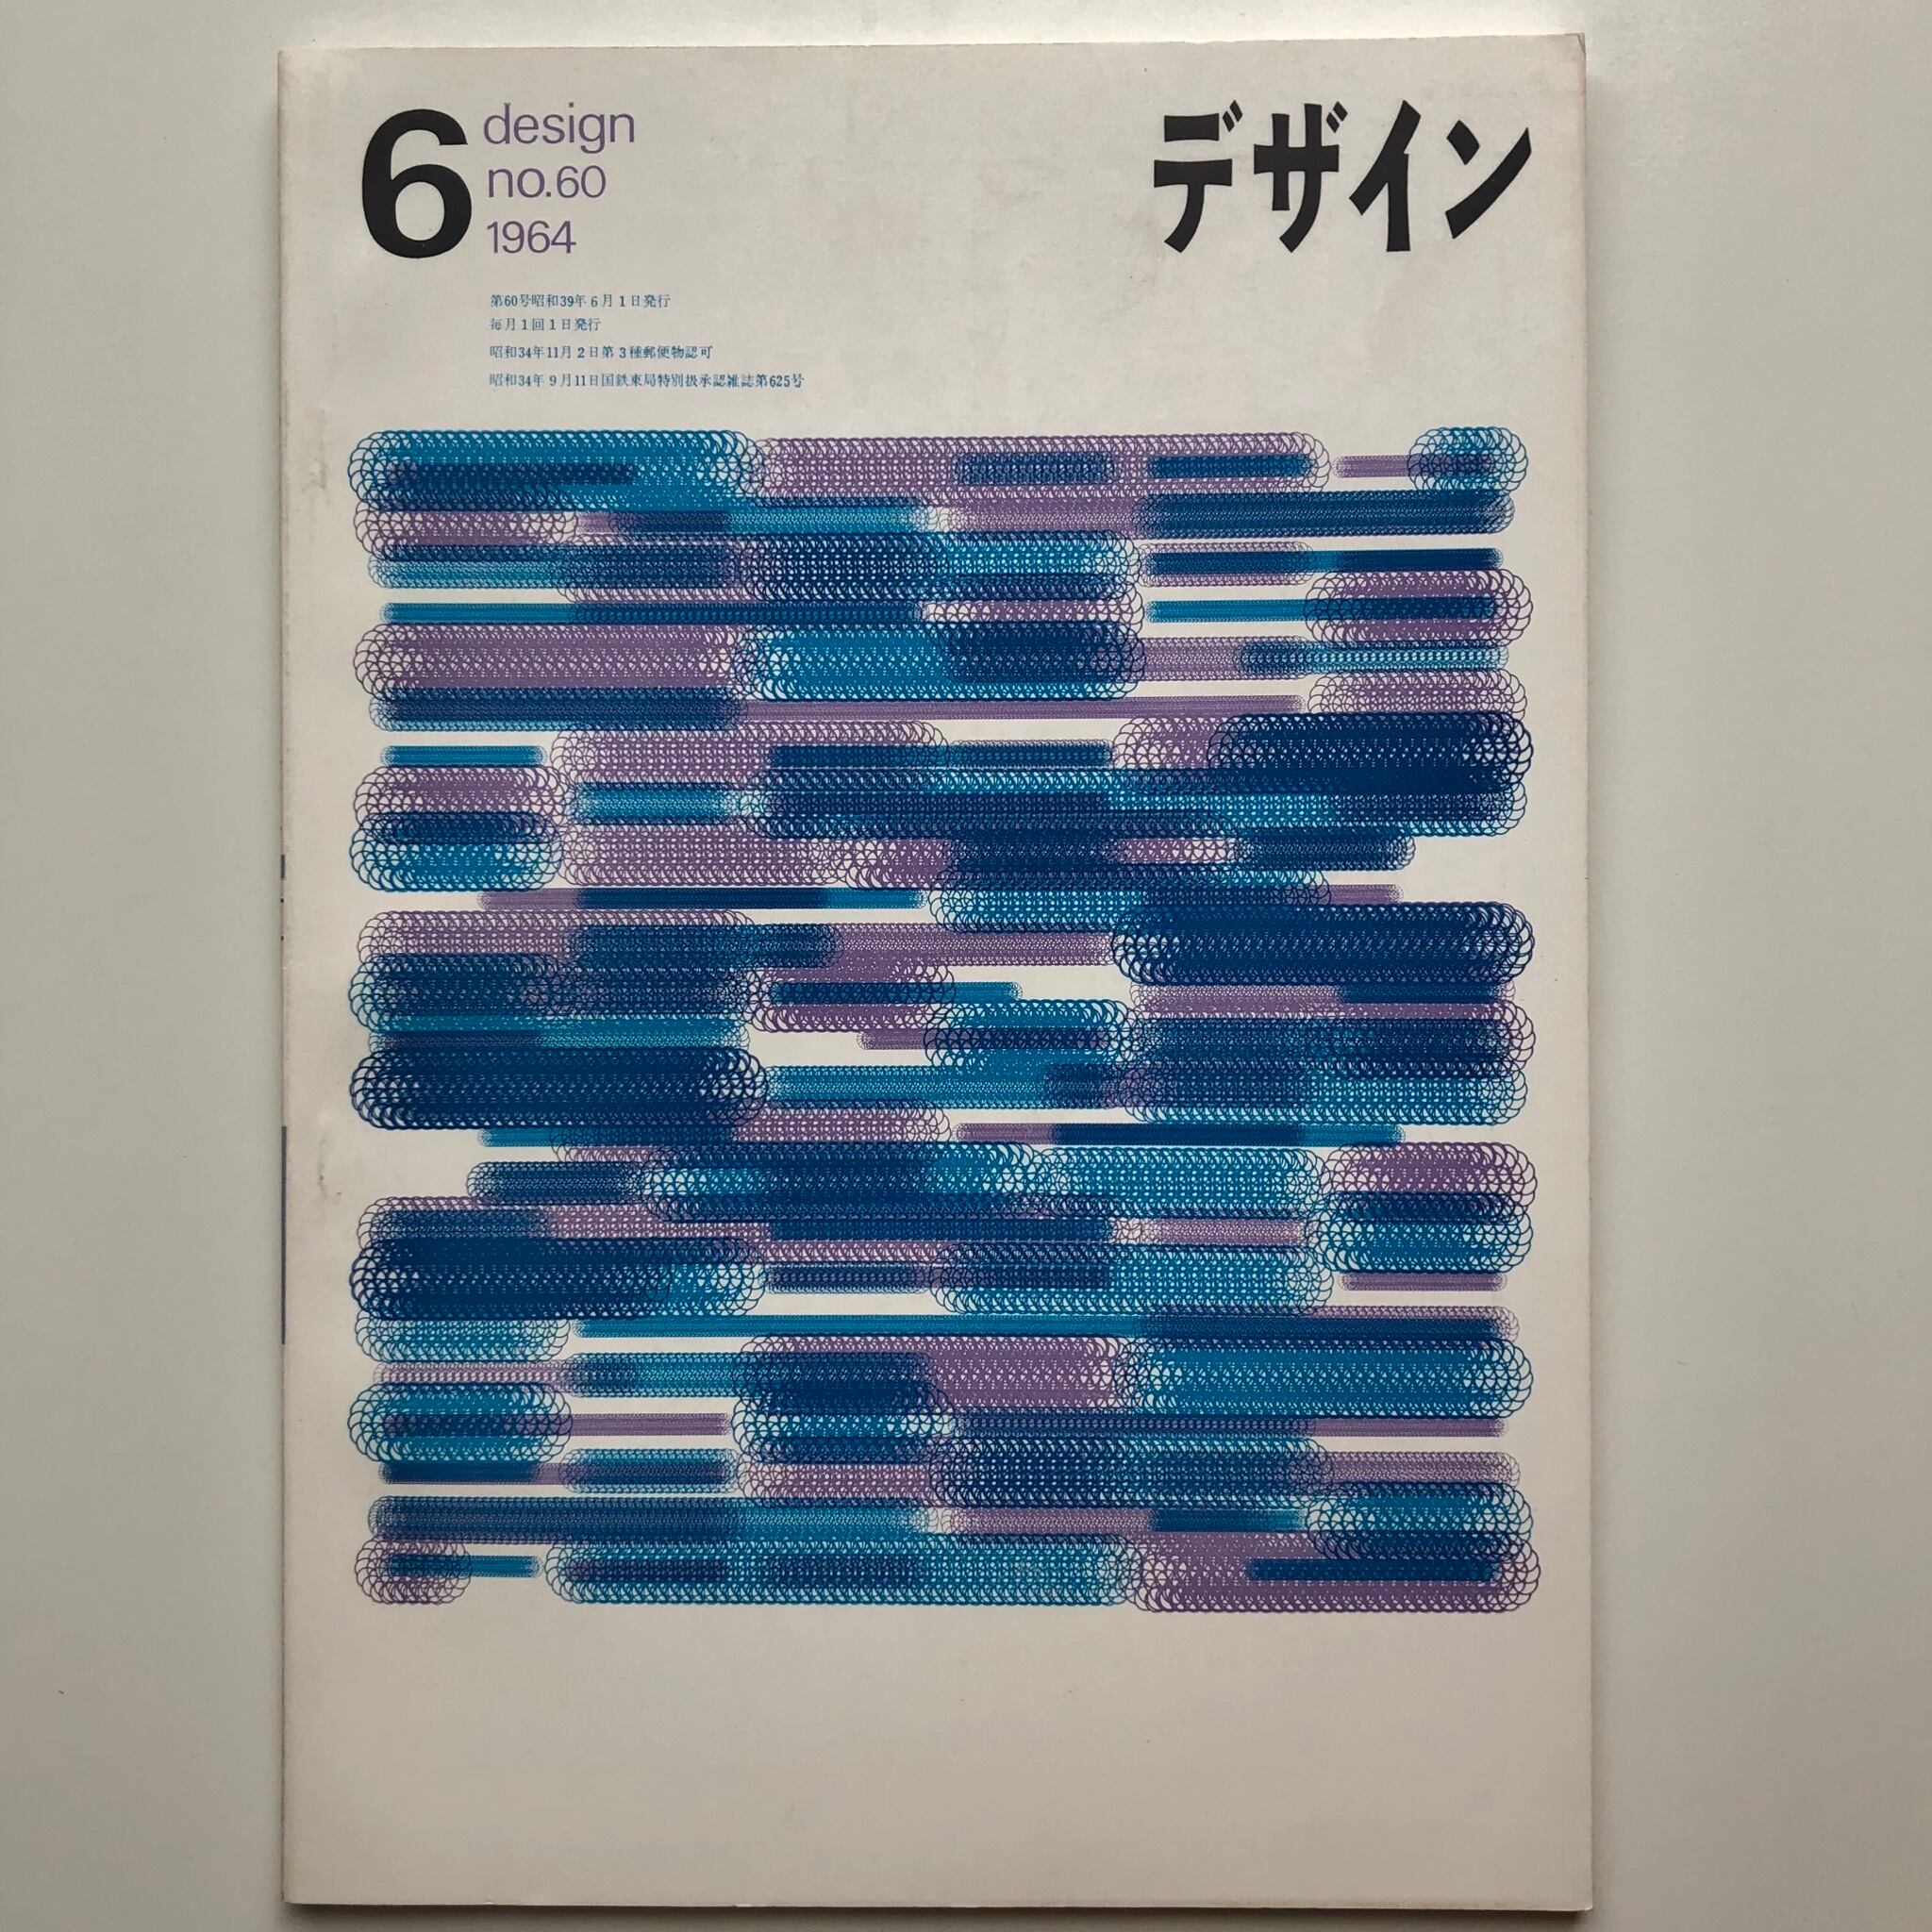 6
design
no.60
1964
デザイン
第60号昭和39年6月1日発行
毎月1回1日発行
昭和34年11月2日第3種郵便物認可
昭和34年9月11日国鉄東局特別扱承認雑誌第625号